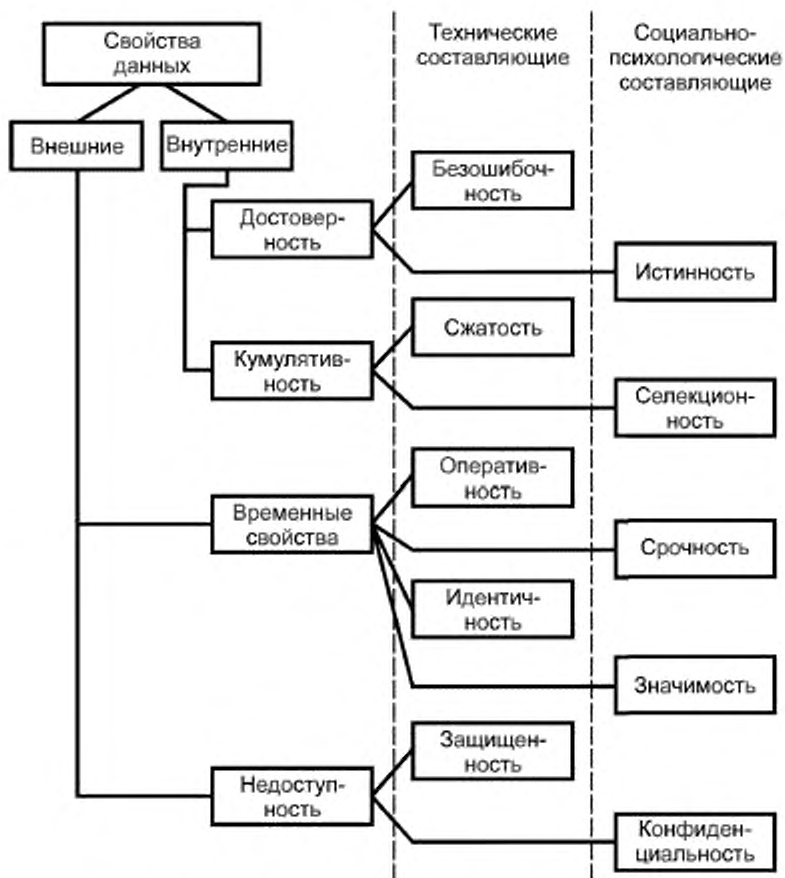 Свойства
данных
Технические
составляющие
Социально-
психологические
составляющие
Внешние
Внутренние
Безошибоч-
ность
Достовер-
ность
Истинность
Сжатость
Кумулятив-
ность
Селекцион-
ность
Оператив-
ность
Временные
свойства
Срочность
Идентич-
ность
Значимость
Защищен-
ность
Недоступ-
ность
Конфиден-
циальность